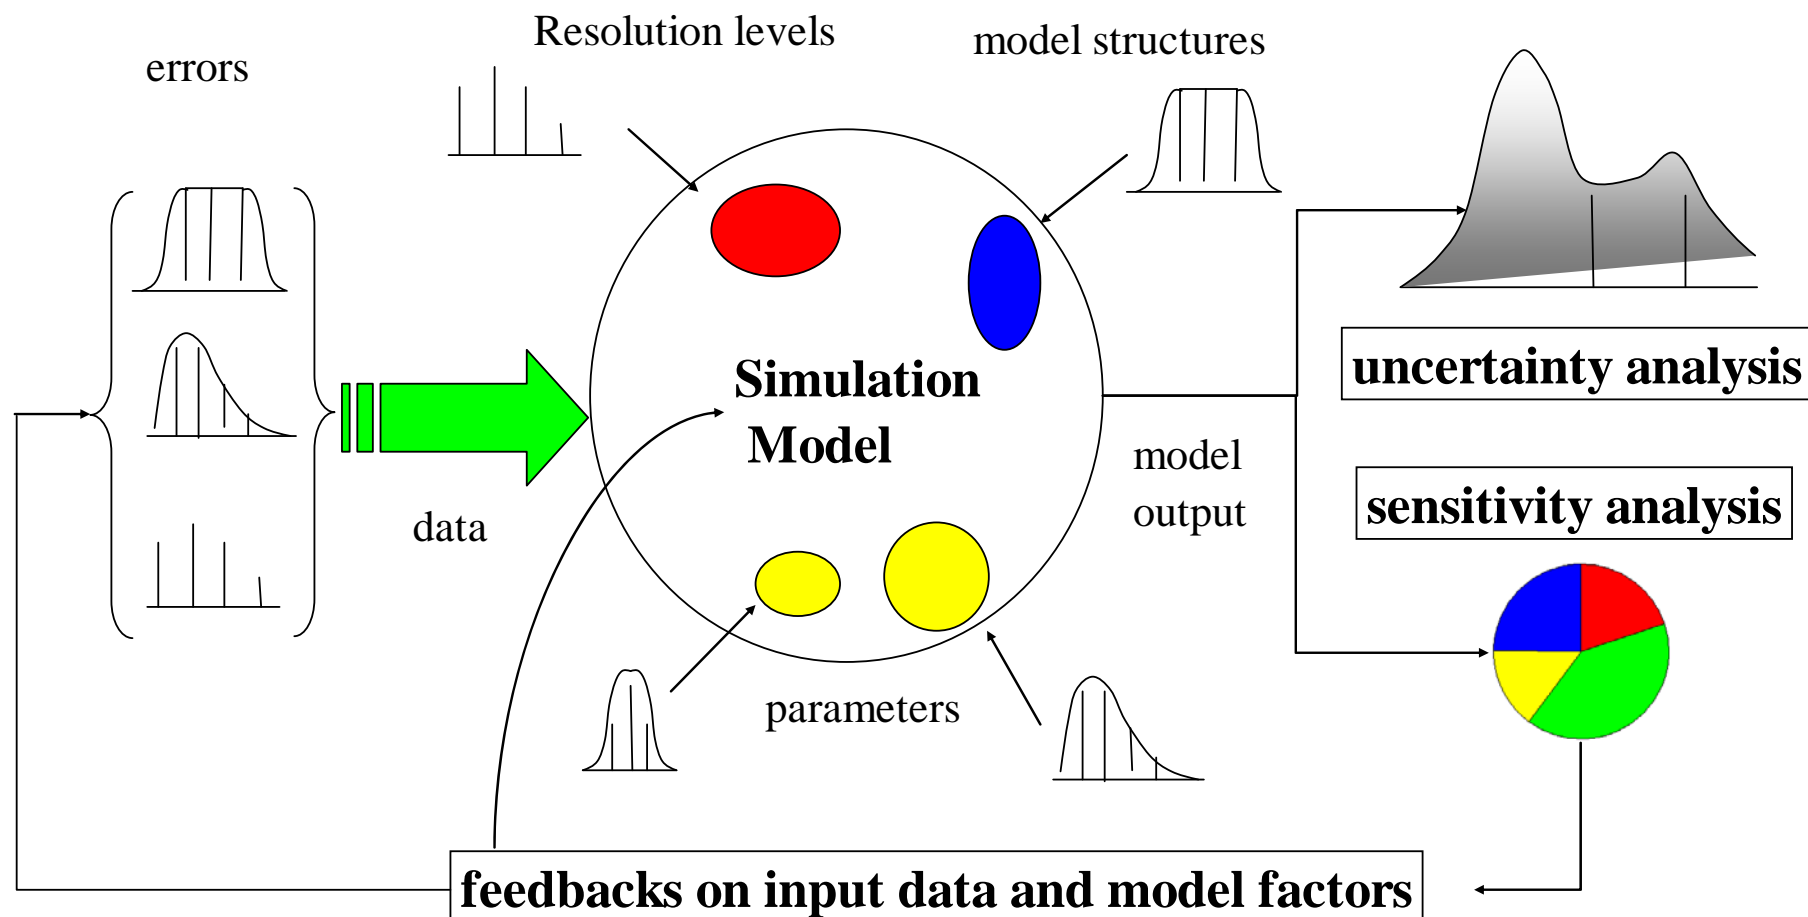 Resolution levels
model structures
errors
uncertainty analysis
Simulation
Model
model
output
sensitivity analysis
data
parameters
feedbacks on input data and model factors